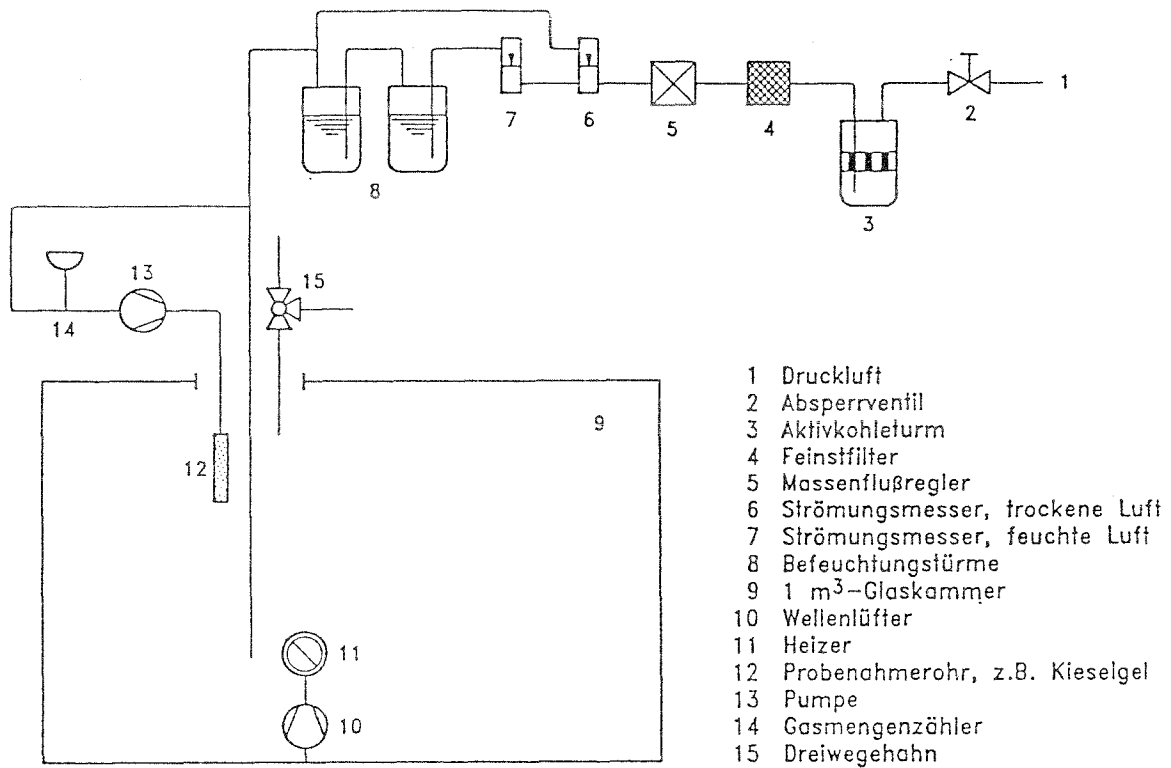 7
6
5
4
2
1
8
3
13
15
14
9
12
11
10
1 Druckluft
2 Absperrventil
3 Aktivkohleturm
4 Feinstfilter
5 Massenflußregler
6 Strömungsmesser, trockene Luft
7 Strömungsmesser, feuchte Luft
8 Befeuchtungstürme
9 1 m³-Glaskammer
10 Wellenlüfter
11 Heizer
12 Probenahmerohr, z.B. Kieselgel
13 Pumpe
14 Gasmengenzähler
15 Dreiwegehahn